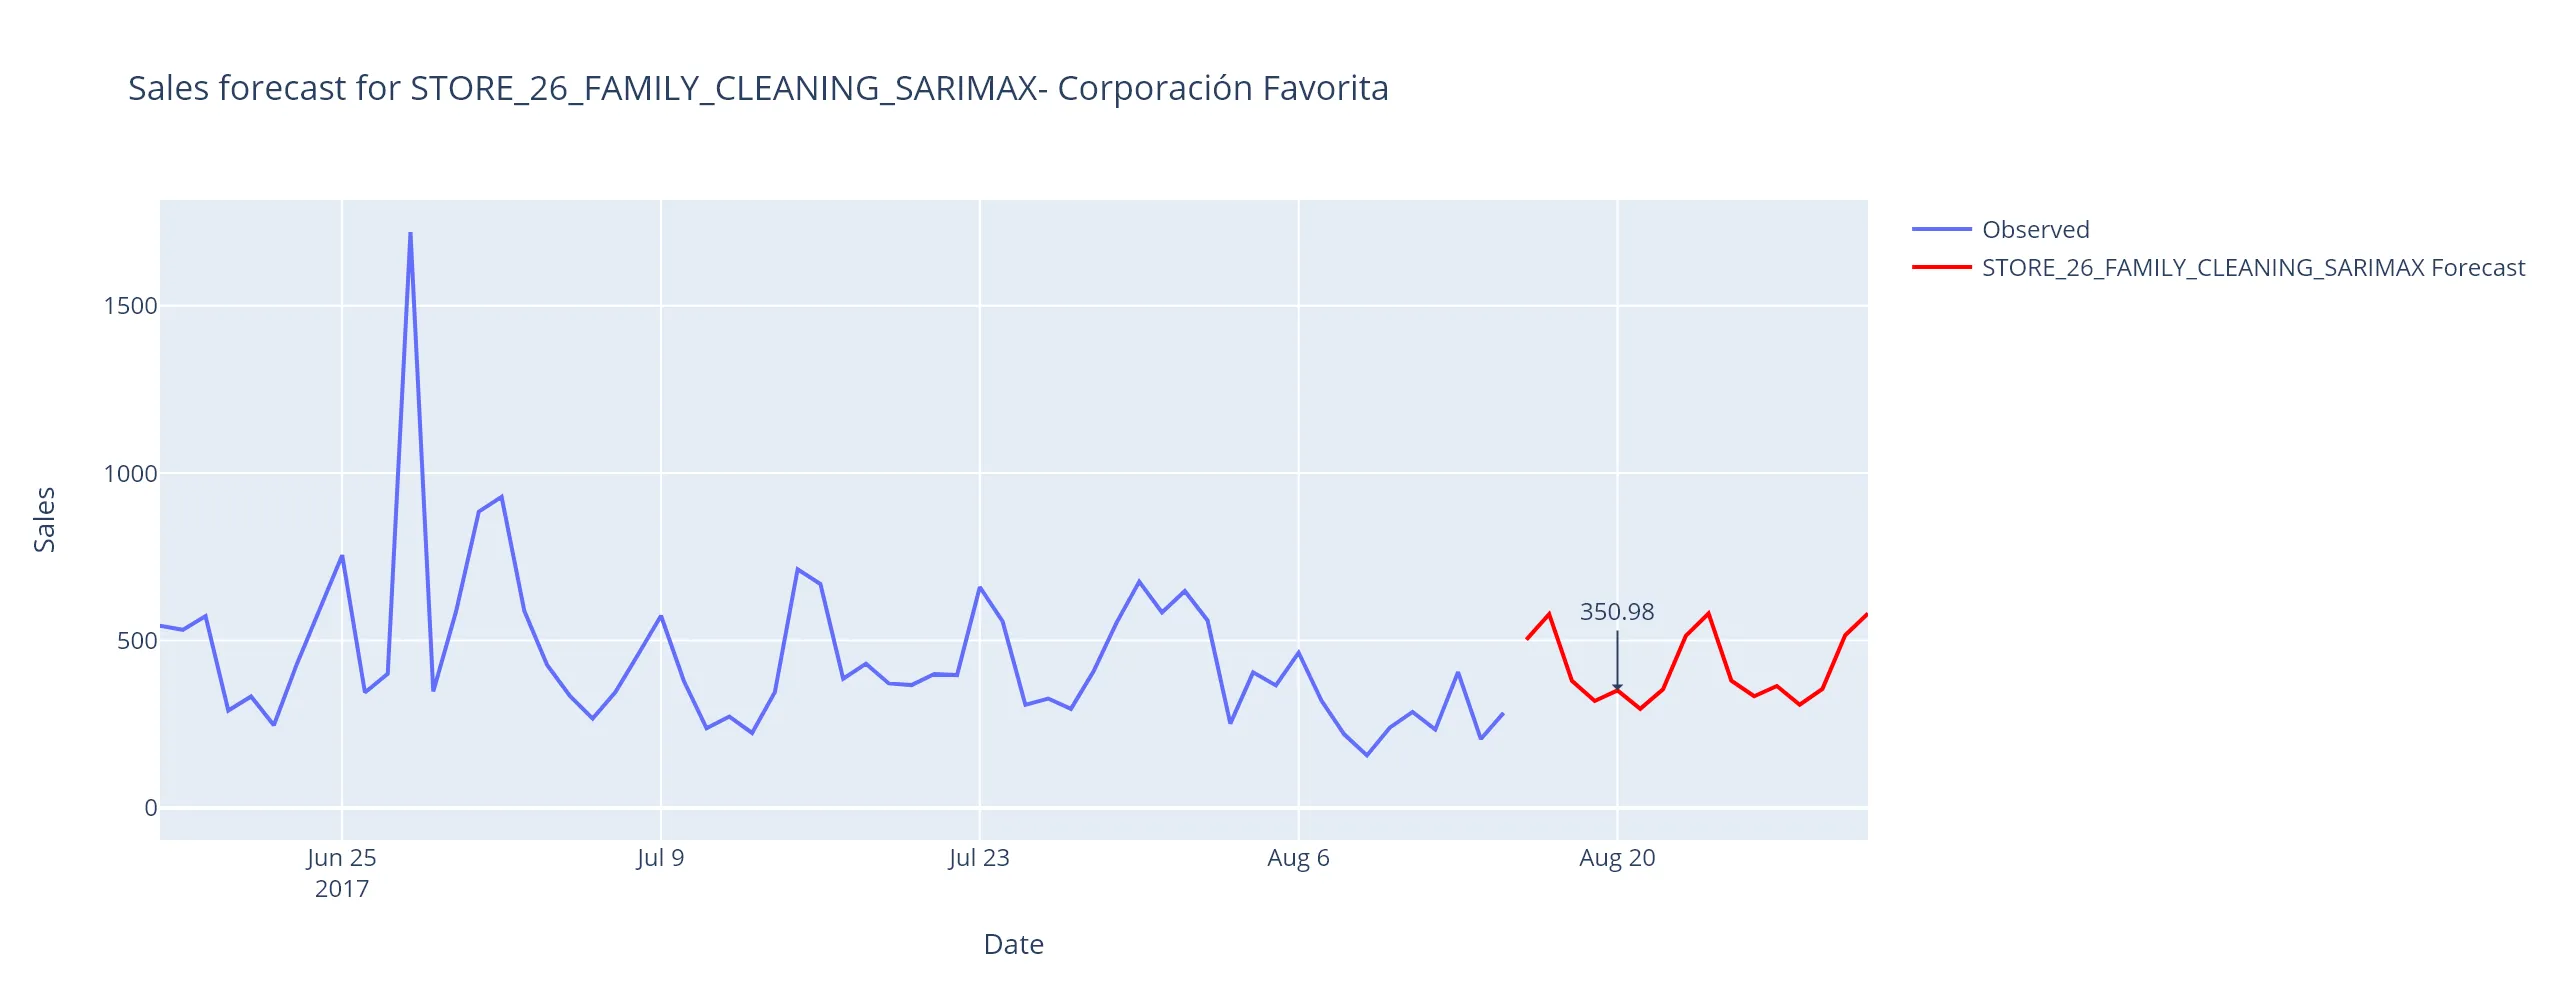 Sales forecast for STORE_26_FAMILY_CLEANING_SARIMAX- Corporación Favorita
Observed
STORE_26_FAMILY_CLEANING_SARIMAX Forecast
1500
1000
500
0
Sales
350.98
Jun 25
2017
Jul 9
Jul 23
Aug 6
Aug 20
Date